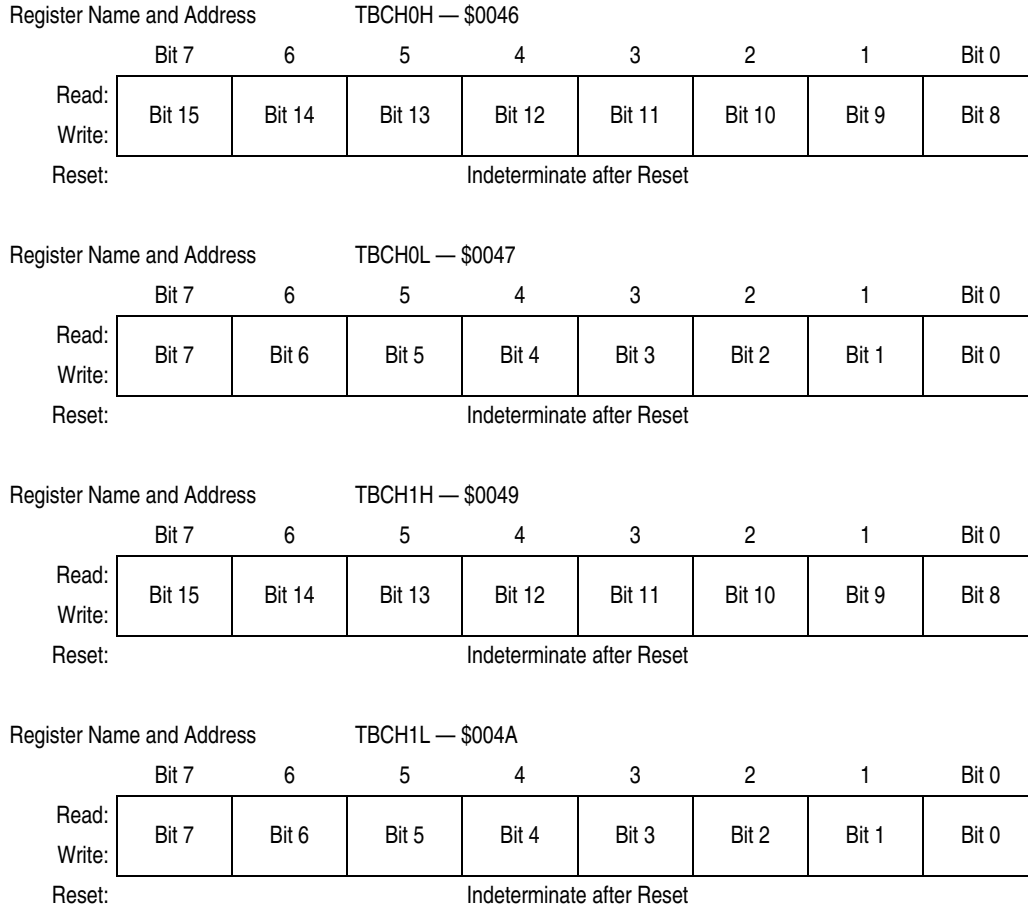 Register Name and Address TBCH0H — $0046
Bit 7 6 5 4 3 2 1 Bit 0
Read:
Bit 15 Bit 14 Bit 13 Bit 12 Bit 11 Bit 10 Bit 9 Bit 8
Write:
Reset: Indeterminate after Reset
Register Name and Address TBCH0L — $0047
Bit 7 6 5 4 3 2 1 Bit 0
Read:
Bit 7 Bit 6 Bit 5 Bit 4 Bit 3 Bit 2 Bit 1 Bit 0
Write:
Reset: Indeterminate after Reset
Register Name and Address TBCH1H — $0049
Bit 7 6 5 4 3 2 1 Bit 0
Read:
Bit 15 Bit 14 Bit 13 Bit 12 Bit 11 Bit 10 Bit 9 Bit 8
Write:
Reset: Indeterminate after Reset
Register Name and Address TBCH1L — $004A
Bit 7 6 5 4 3 2 1 Bit 0
Read:
Bit 7 Bit 6 Bit 5 Bit 4 Bit 3 Bit 2 Bit 1 Bit 0
Write:
Reset: Indeterminate after Reset